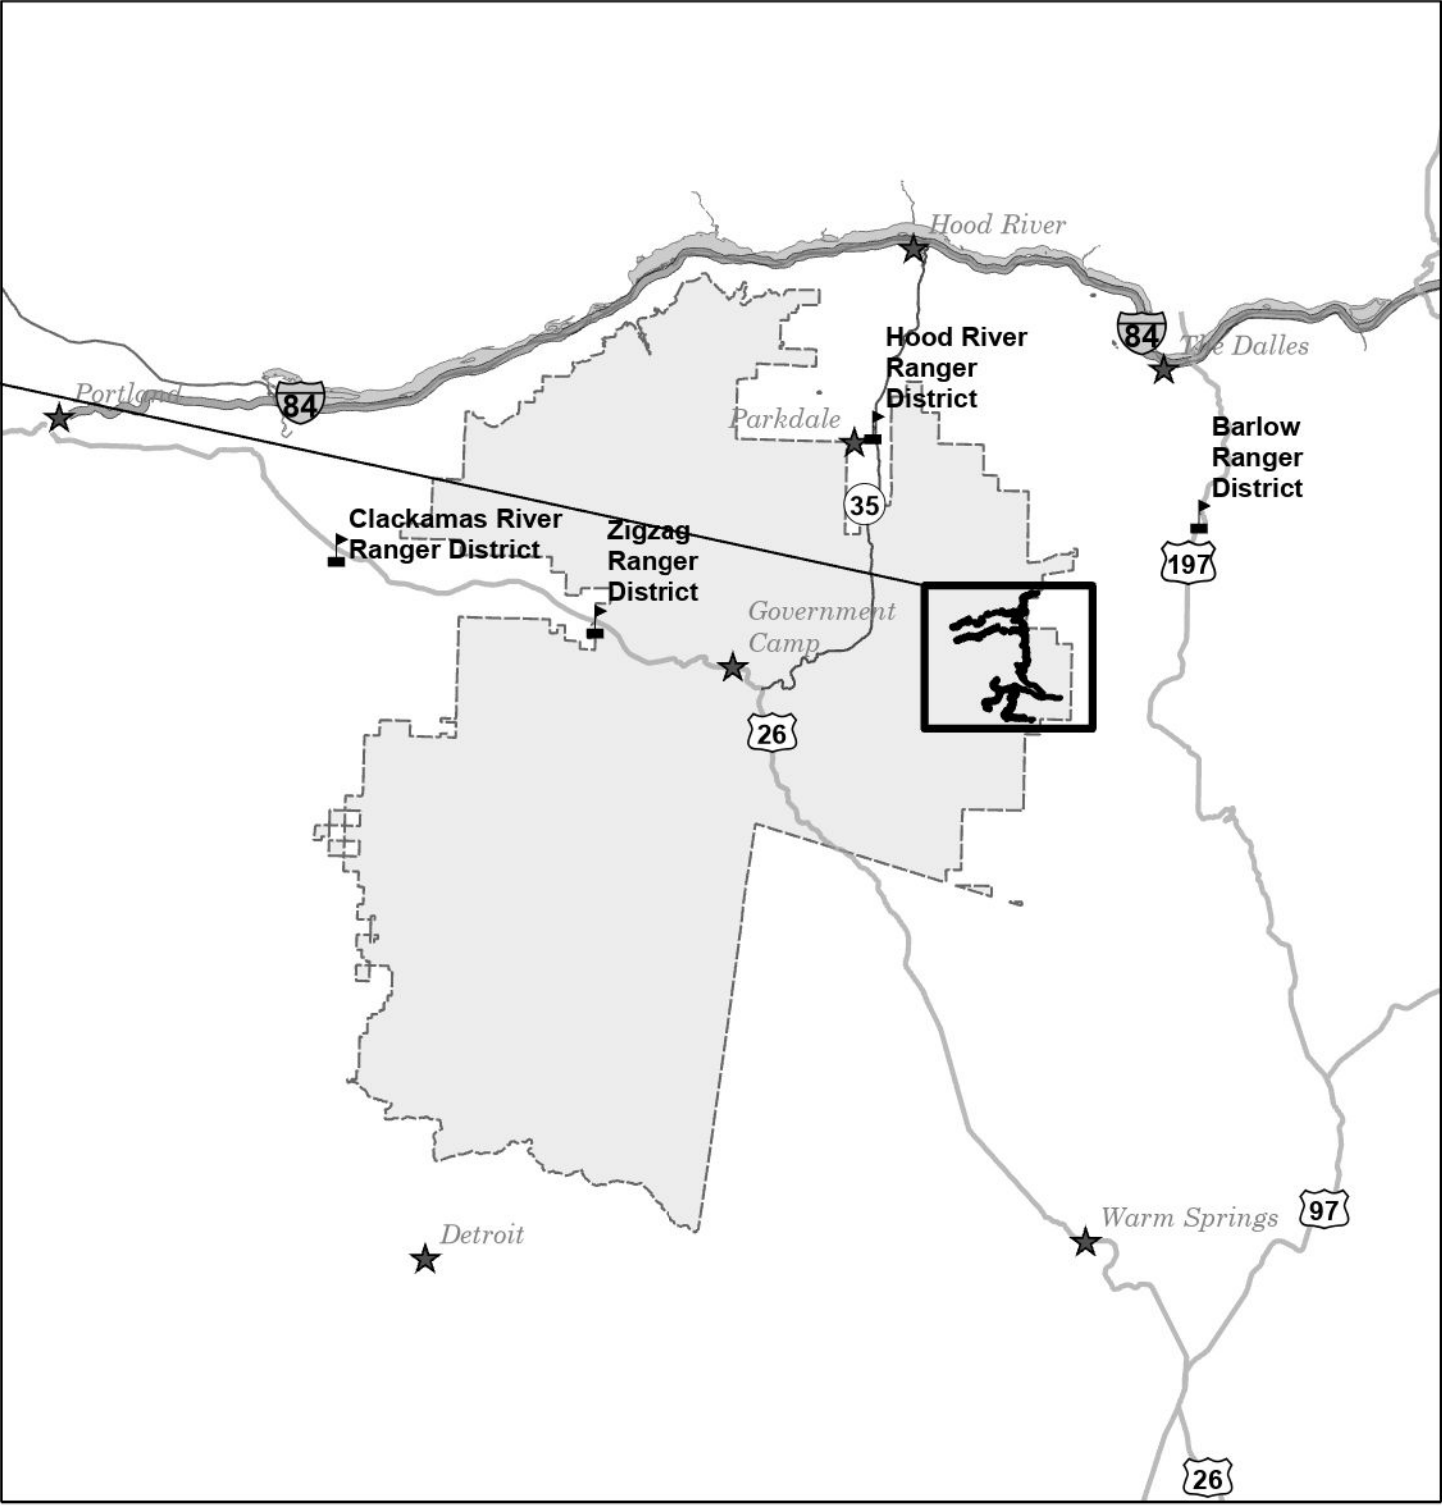 Hood River
84
The Dalles
Hood River
Ranger
District
Portland
84
Parkdale
Barlow
Ranger
District
35
Clackamas River
Ranger District
Zigzag
Ranger
District
197
Government
Camp
26
Warm Springs
97
Detroit
26